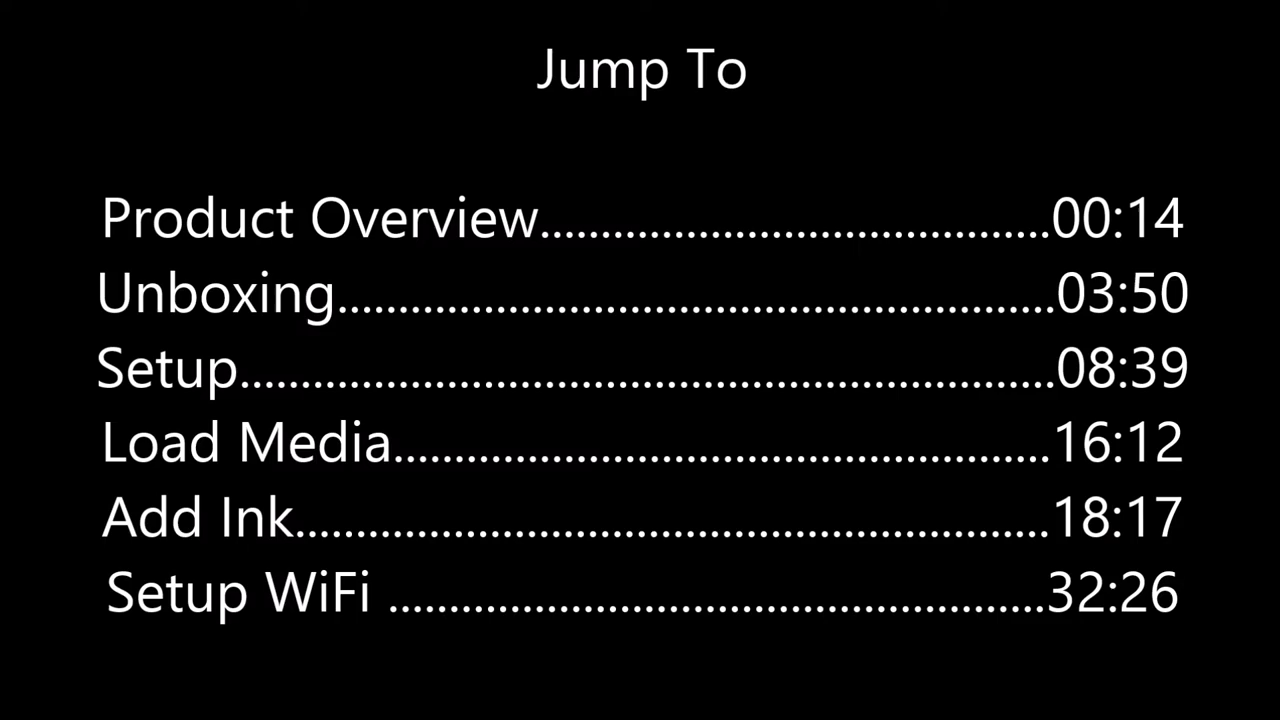 Jump To
Product Overview..........................................00:14
Unboxing...........................................................03:50
Setup...................................................................08:39
Load Media......................................................16:12
Add Ink..............................................................18:17
Setup WiFi ......................................................32:26